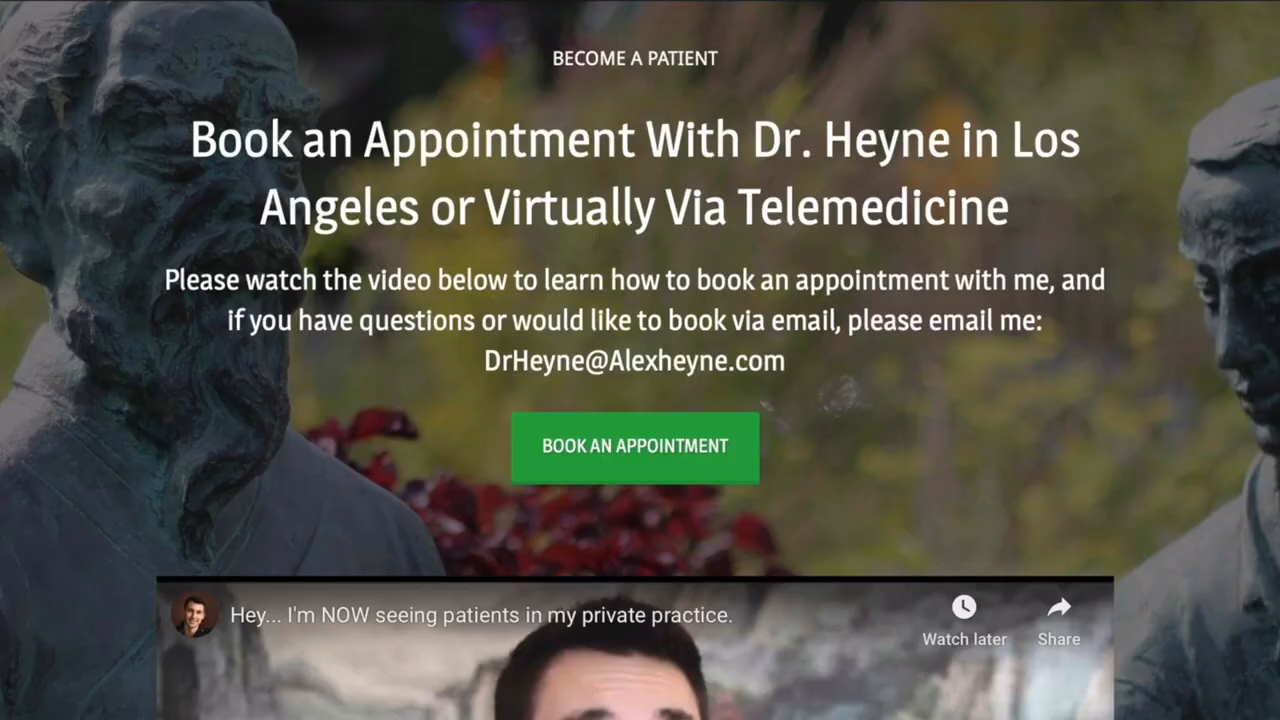 BECOME A PATIENT
Book an Appointment With Dr. Heyne in Los
Angeles or Virtually Via Telemedicine
Please watch the video below to learn how to book an appointment with me, and
if you have questions or would like to book via email, please email me:
DrHeyne@Alexheyne.com
BOOK AN APPOINTMENT
Hey... I'm NOW seeing patients in my private practice.
Watch later
Share